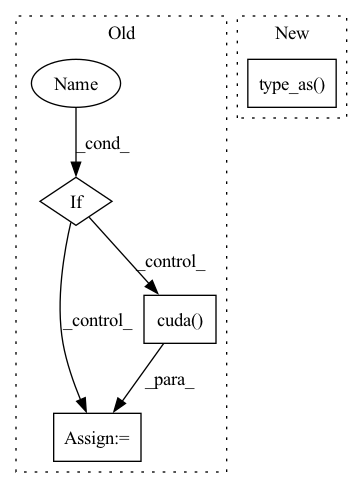 Old
New
Name
type_as()
_cond_
If
_control_
_control_
cuda()
_para_
Assign:=